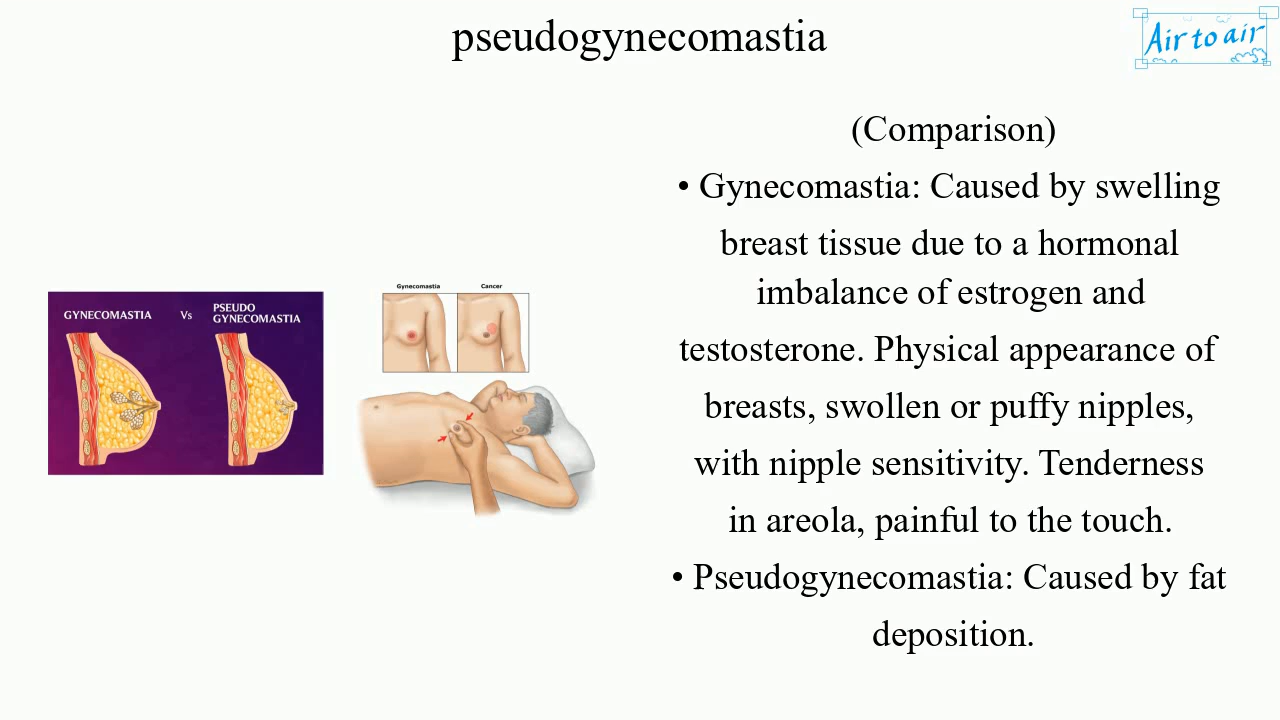 pseudogynecomastia
Air to air
(Comparison)
• Gynecomastia: Caused by swelling
breast tissue due to a hormonal
imbalance of estrogen and
testosterone. Physical appearance of
breasts, swollen or puffy nipples,
with nipple sensitivity. Tenderness
in areola, painful to the touch.
• Pseudogynecomastia: Caused by fat
deposition.
GYNECOMASTIA Vs PSEUDO
GYNECOMASTIA
Gynecomastia Cancer